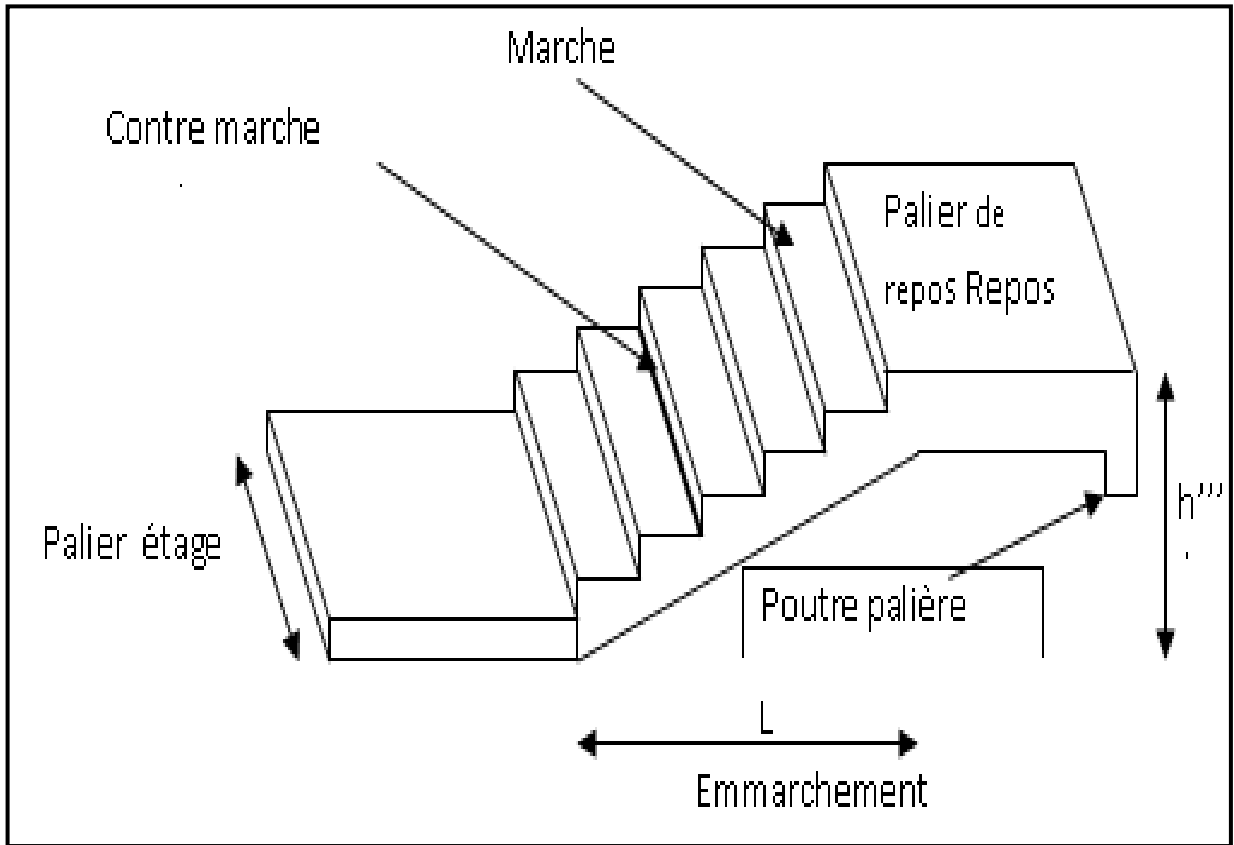 Marche
Contre marche
Palier de
repos Repos
Palier étage
h’’’
Poutre palière
L
Emmarchement